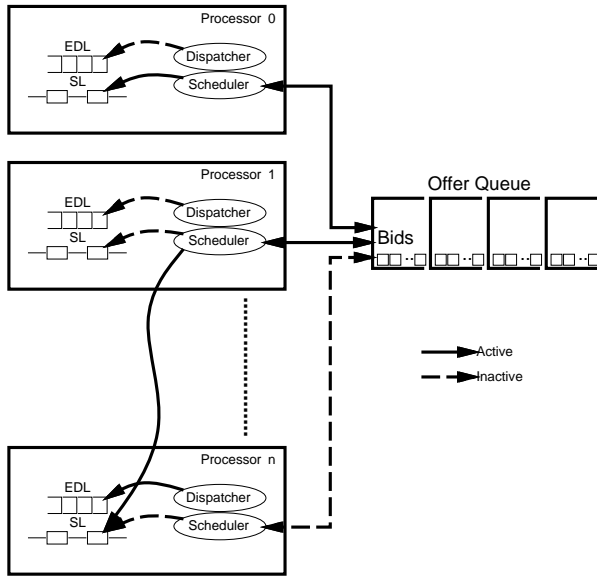 Processor 0
EDL
Dispatcher
SL
Scheduler
Processor 1
EDL
Dispatcher
SL
Scheduler
Offer Queue
Bids
Active
Inactive
Processor n
EDL
Dispatcher
SL
Scheduler